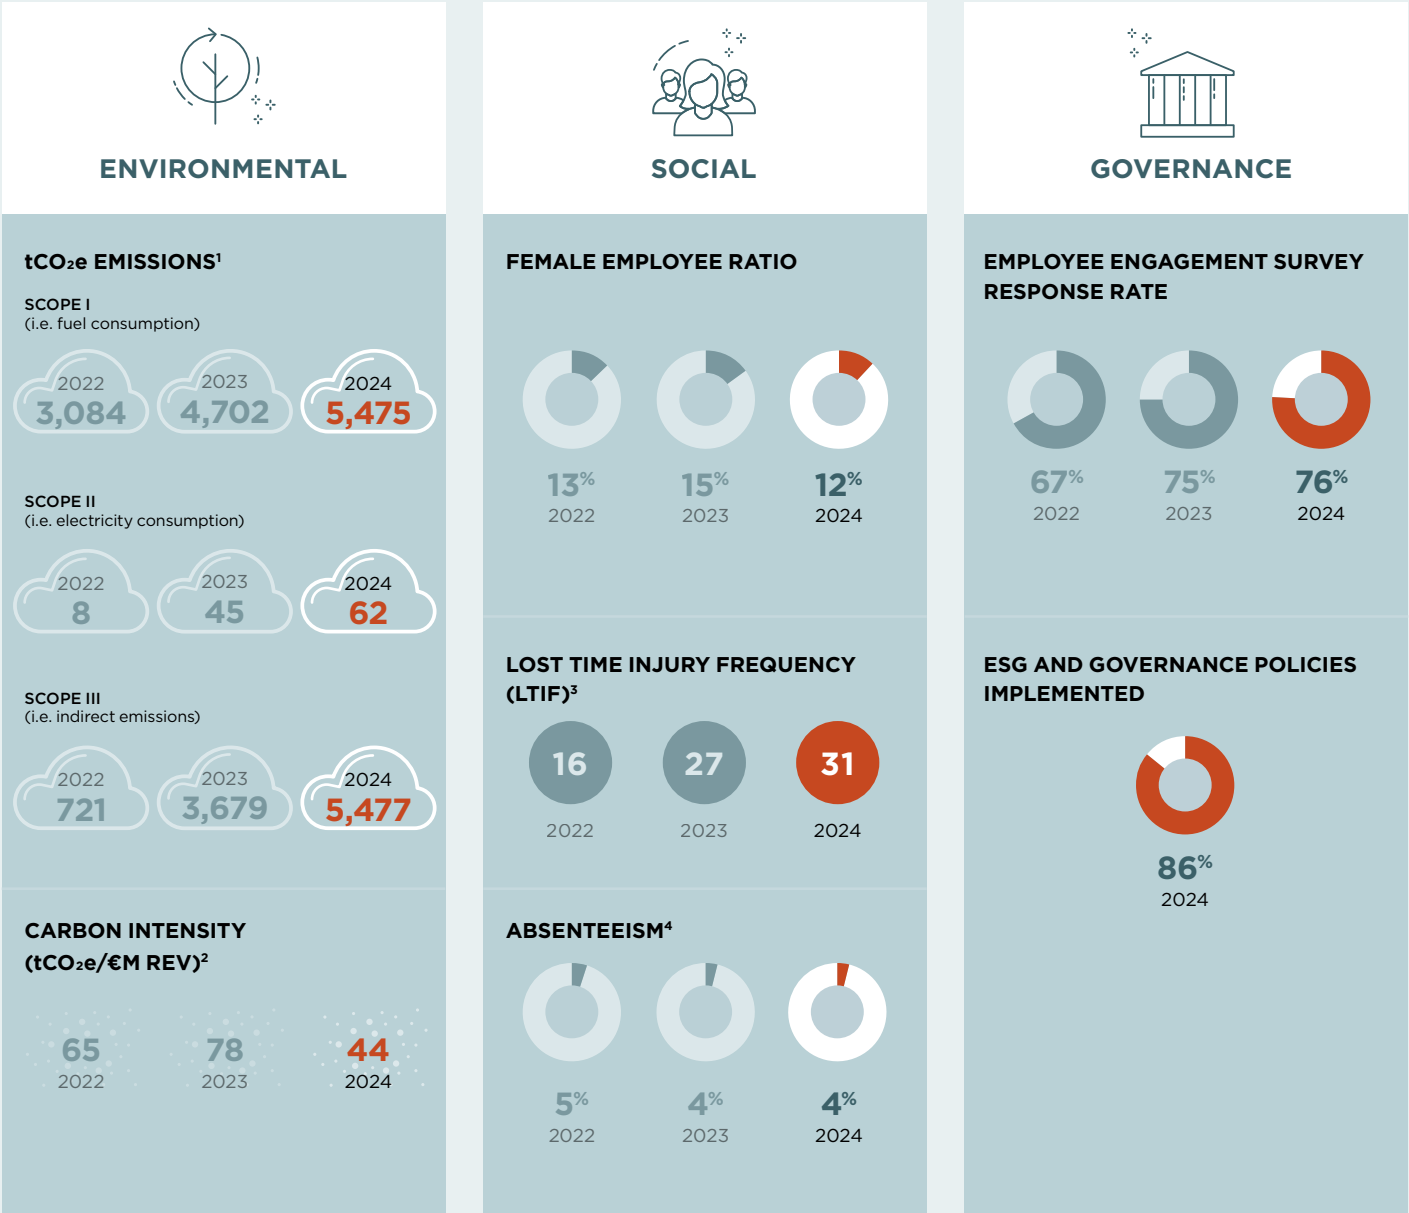 ENVIRONMENTAL
tCO₂e EMISSIONS¹
SCOPE I
(i.e. fuel consumption)
2022
3,084
2023
4,702
2024
5,475
SCOPE II
(i.e. electricity consumption)
2022
8
2023
45
2024
62
SCOPE III
(i.e. indirect emissions)
2022
721
2023
3,679
2024
5,477
CARBON INTENSITY
(tCO₂e/€M REV)²
65
2022
78
2023
44
2024
SOCIAL
FEMALE EMPLOYEE RATIO
13%
2022
15%
2023
12%
2024
LOST TIME INJURY FREQUENCY
(LTIF)³
16
2022
27
2023
31
2024
ABSENTEEISM⁴
5%
2022
4%
2023
4%
2024
GOVERNANCE
EMPLOYEE ENGAGEMENT SURVEY
RESPONSE RATE
67%
2022
75%
2023
76%
2024
ESG AND GOVERNANCE POLICIES
IMPLEMENTED
86%
2024